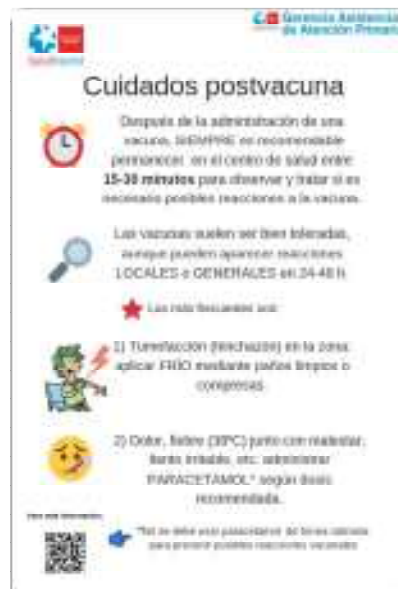 Gerencia Asistencial
de Atención Primaria
SaludMadrid
Cuidados postvacuna
Después de la administración de una
vacuna, SIEMPRE es recomendable
permanecer en el centro de salud entre
15-30 minutos para observar y tratar si es
necesario posibles reacciones a la vacuna.
Las vacunas suelen ser bien toleradas,
aunque pueden aparecer reacciones
LOCALES o GENERALES en 24-48 h
Las más frecuentes son:
1) Tumefacción (hinchazón) en la zona:
aplicar FRÍO mediante paños limpios o
compresas.
2) Dolor, fiebre (38ºC) junto con malestar,
llanto irritable, etc: administrar
PARACETAMOL* según dosis
recomendada.
*No se debe usar paracetamol de forma rutinaria
para prevenir posibles reacciones vacunales